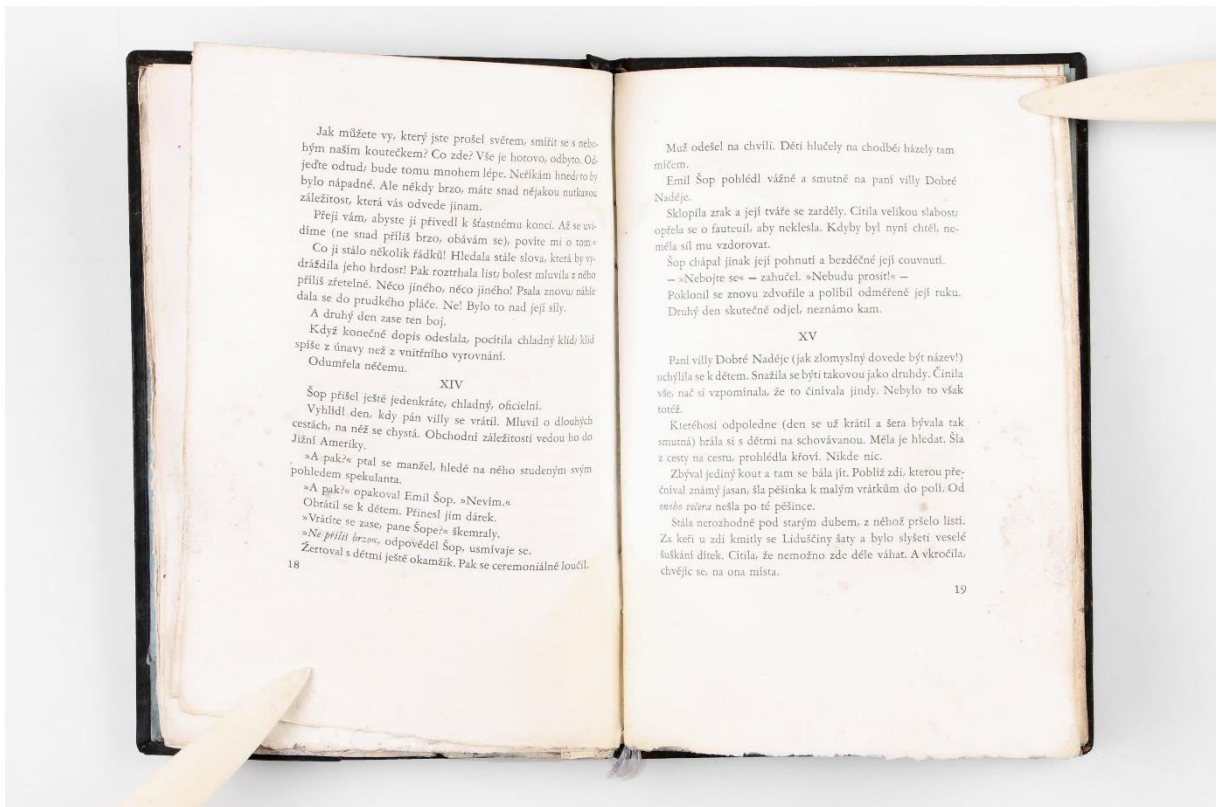 Jak můžete vy, který jste prošel světem, smířit se s nebo-
hým naším koutečkem? Co zde? Vše je hotovo, odbyto. Od-
jeďte odtud; bude tomu mnohem lépe. Neříkám hned; to by
bylo nápadné. Ale někdy brzo, máte snad nějakou nutkavou
záležitost, která vás odvede jinam.
Přeji vám, abyste ji přivedl k šťastnému konci. Až se uvi-
díme (ne snad příliš brzo, obávám se), povíte mi o tom.«
Co ji stálo několik řádků! Hledala stále slova, která by vy-
dráždila jeho hrdost! Pak roztrhala list; bolest mluvila z něho
příliš zřetelně. Něco jiného, něco jiného! Psala znovu; náhle
dala se do prudkého pláče. Ne! Bylo to nad její síly.
A druhý den zase ten boj.
Když konečně dopis odeslala, pocítila chladný klid; klid
spíše z únavy než z vnitřního vyrovnání.
Odumřela něčemu.
XIV
Šop přišel ještě jedenkráte, chladný, oficielní.
Vyhlídl den, kdy pán villy se vrátil. Mluvil o dlouhých
cestách, na něž se chystá. Obchodní záležitosti vedou ho do
Jižní Ameriky.
»A pak?« ptal se manžel, hledě na něho studeným svým
pohledem spekulanta.
»A pak?« opakoval Emil Šop. »Nevím.«
Obrátil se k dětem. Přinesl jim dárek.
»Vrátíte se zase, pane Šope?« škemraly.
»Ne příliš brzo«, odpověděl Šop, usmívaje se.
Žertoval s dětmi ještě okamžik. Pak se ceremoniálně loučil.
18
Muž odešel na chvíli. Děti hlučely na chodbě; házely tam
míčem.
Emil Šop pohlédl vážně a smutně na paní villy Dobré
Naděje.
Sklopila zrak a její tváře se zarděly. Cítila velikou slabost;
opřela se o fauteuil, aby neklesla. Kdyby byl nyní chtěl, ne-
měla síl mu vzdorovat.
Šop chápal jinak její pohnutí a bezděčné její couvnutí.
— »Nebojte se« — zahučel. »Nebudu prosit!« —
Poklonil se znovu zdvořile a políbil odměřeně její ruku.
Druhý den skutečně odjel, neznámo kam.
XV
Paní villy Dobré Naděje (jak zlomyslný dovede být název!)
uchýlila se k dětem. Snažila se býti takovou jako druhdy. Činila
vše, nač si vzpomínala, že to činívala jindy. Nebylo to však
totéž.
Kteréhosi odpoledne (den se už krátil a šera bývala tak
smutná) hrála si s dětmi na schovávanou. Měla je hledat. Šla
z cesty na cestu, prohlédla křoví. Nikde nic.
Zbýval jediný kout a tam se bála jít. Poblíž zdi, kterou pře-
čníval známý jasan, šla pěšinka k malým vrátkům do polí. Od
onoho večera nešla po té pěšince.
Stála nerozhodně pod starým dubem, z něhož pršelo listí.
Za keři u zdi kmitly se Liduščiny šaty a bylo slyšeti veselé
šuškání dítek. Cítila, že nemožno zde déle váhat. A vkročila,
chvějíc se, na ona místa.
19